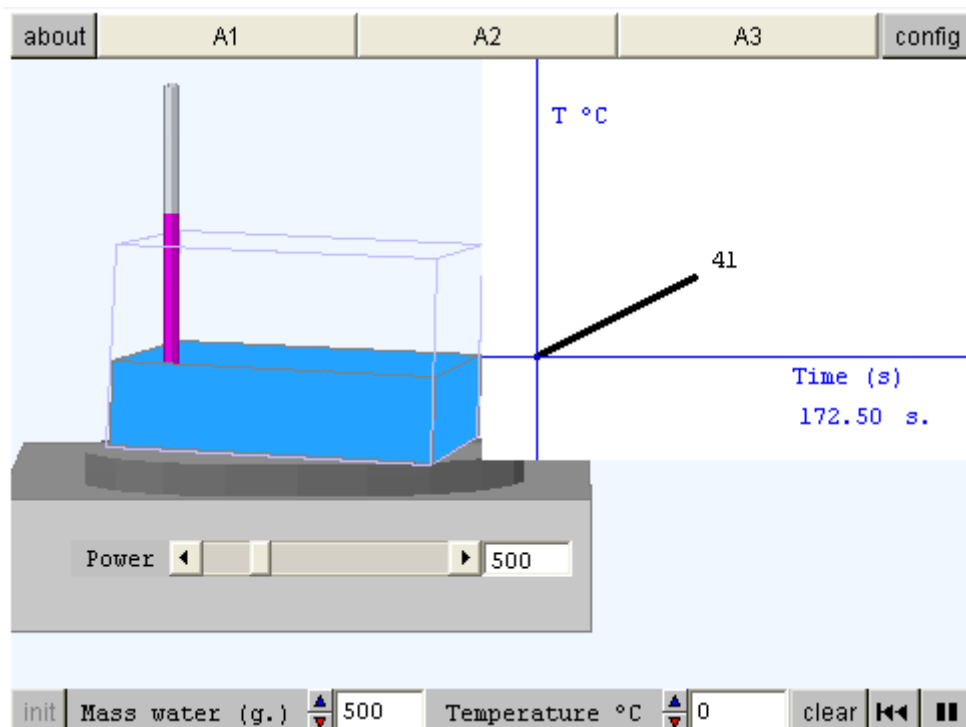 about A1 A2 A3 config
T °C
41
Time (s)
172.50 s.
Power 500
init Mass water (g.) 500 Temperature °C 0 clear